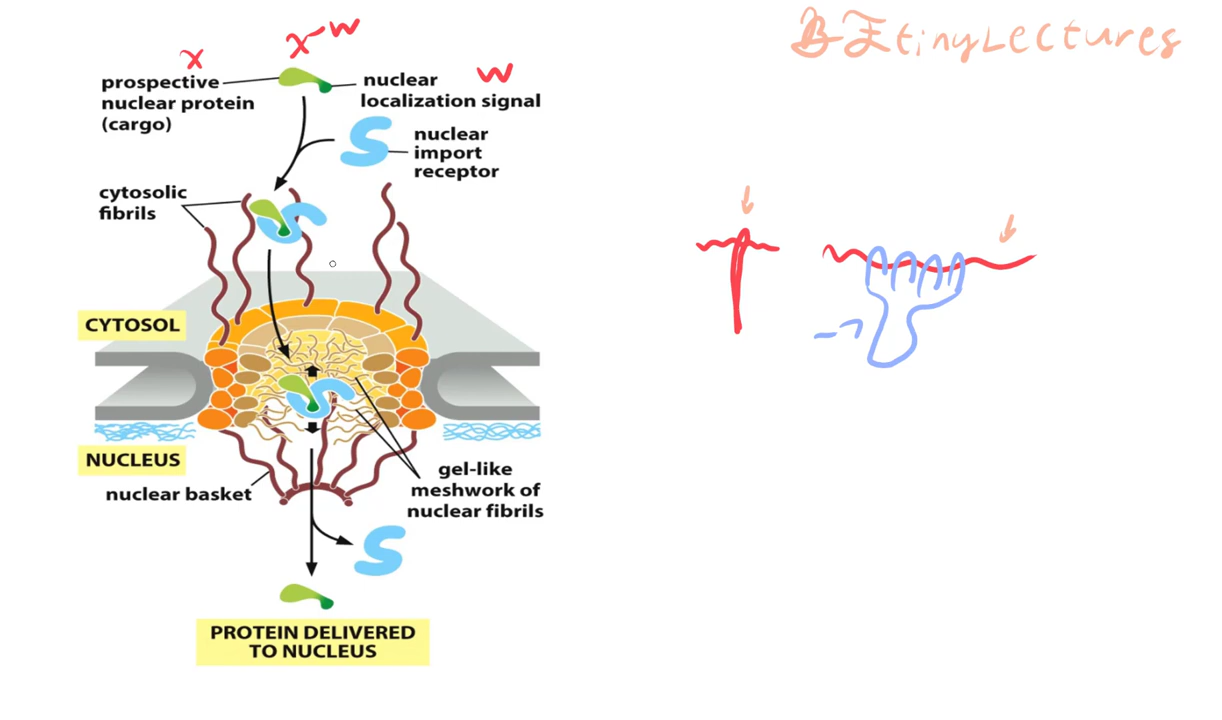 tinyLectures
x
x-w
w
prospective
nuclear protein
(cargo)
nuclear
localization signal
nuclear
import
receptor
cytosolic
fibrils
CYTOSOL
NUCLEUS
nuclear basket
gel-like
meshwork of
nuclear fibrils
PROTEIN DELIVERED
TO NUCLEUS